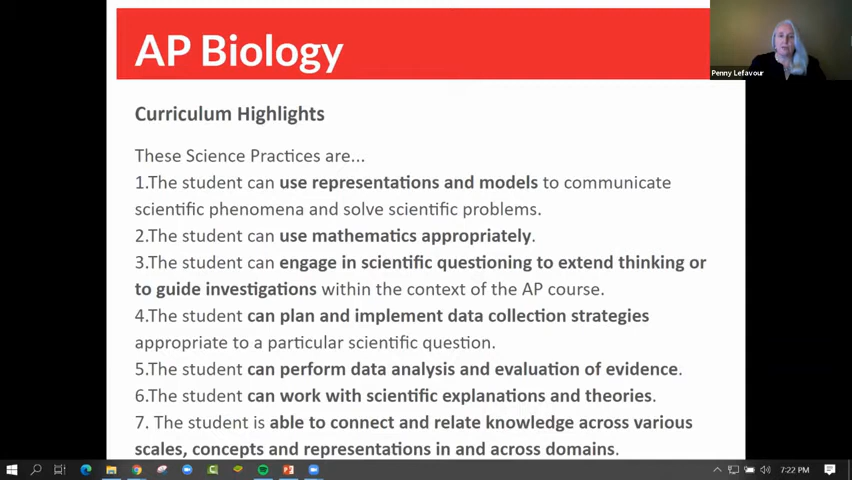 AP Biology
Penny Lefavour
Curriculum Highlights
These Science Practices are...
1.The student can use representations and models to communicate
scientific phenomena and solve scientific problems.
2.The student can use mathematics appropriately.
3.The student can engage in scientific questioning to extend thinking or
to guide investigations within the context of the AP course.
4.The student can plan and implement data collection strategies
appropriate to a particular scientific question.
5.The student can perform data analysis and evaluation of evidence.
6.The student can work with scientific explanations and theories.
7. The student is able to connect and relate knowledge across various
scales, concepts and representations in and across domains.
7:22 PM